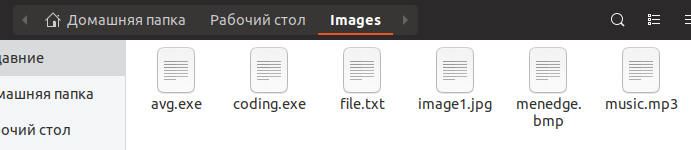 Домашняя папка Рабочий стол Images
давние
машняя папка
бочий стол
avg.exe coding.exe file.txt image1.jpg menedge. music.mp3
bmp